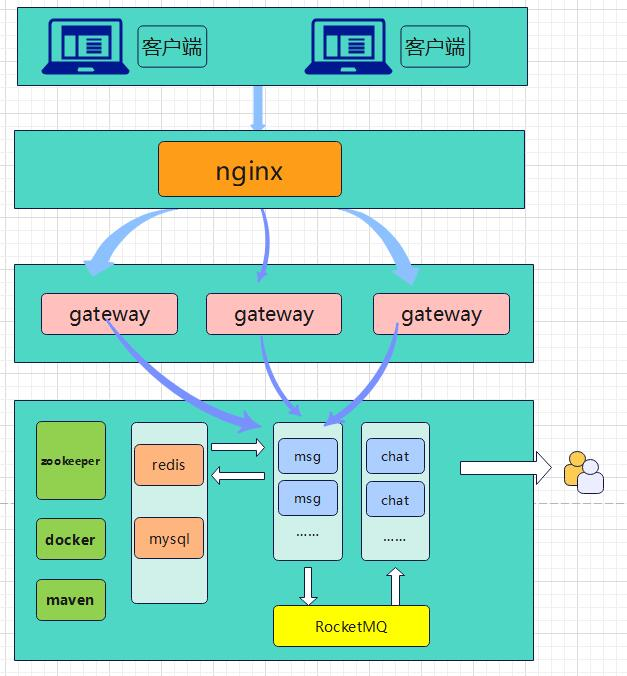 客户端
客户端
nginx
gateway
gateway
gateway
zookeeper
docker
maven
redis
mysql
msg
msg
......
chat
chat
......
RocketMQ